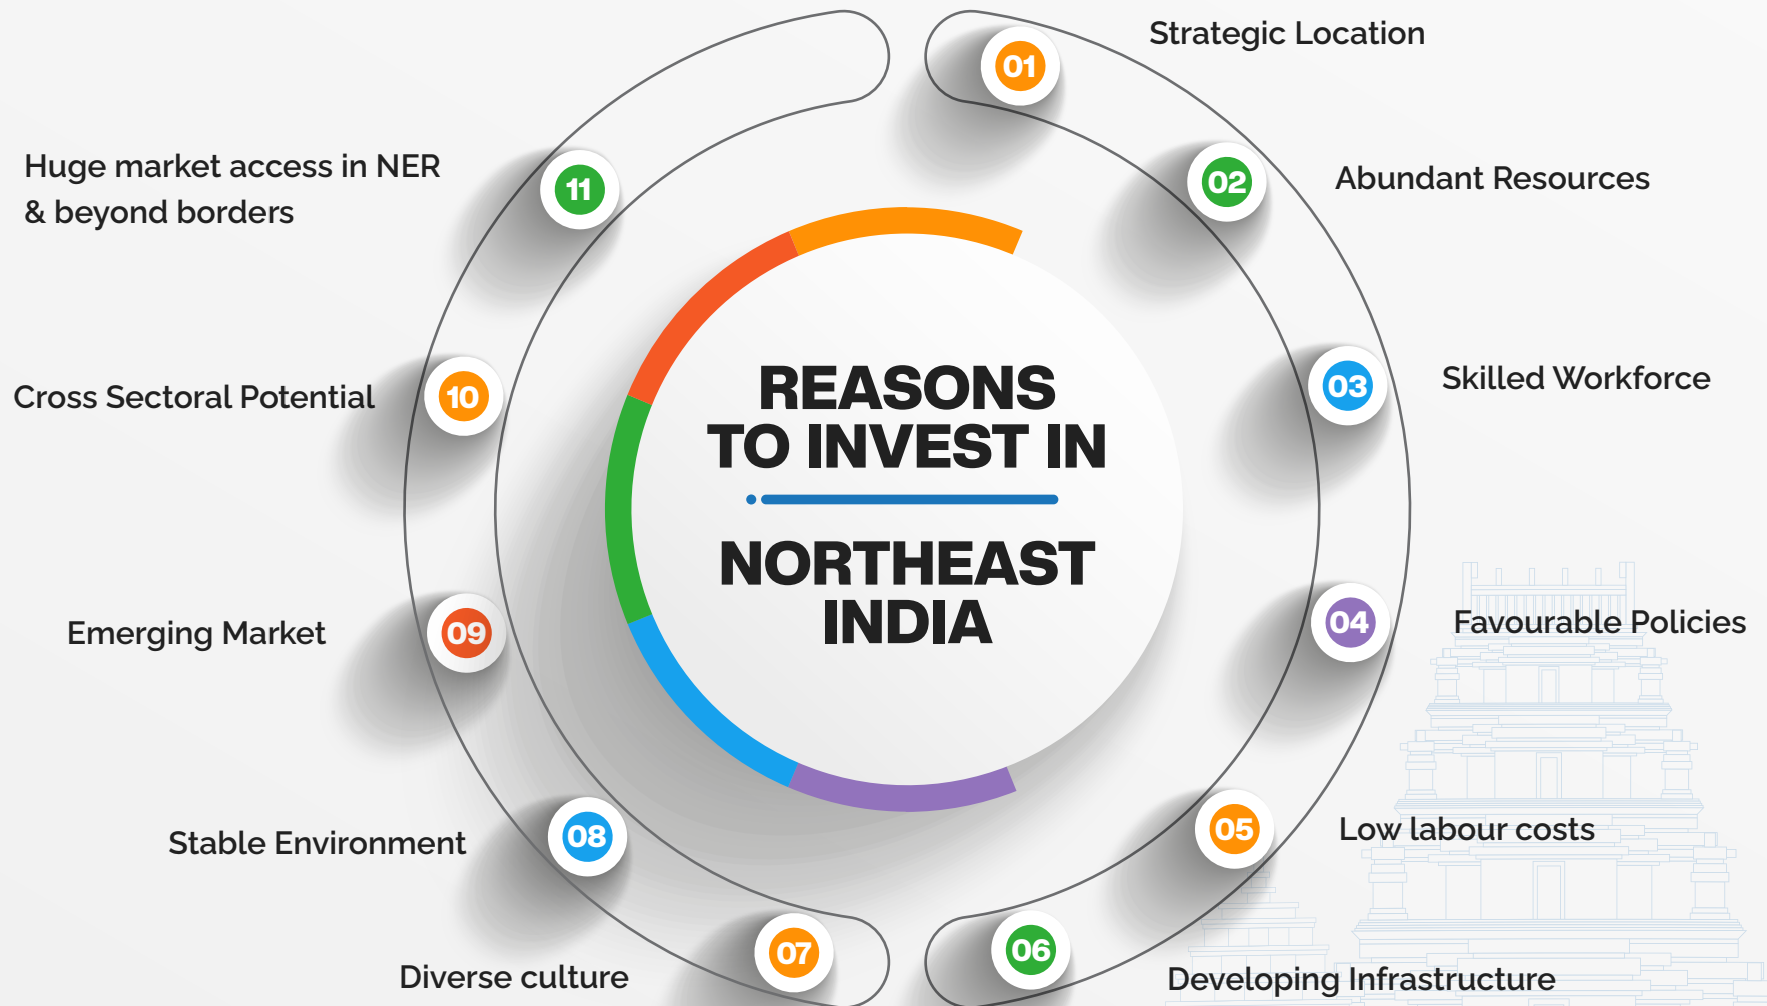 REASONS
TO INVEST IN
NORTHEAST
INDIA
01
Strategic Location
02
Abundant Resources
03
Skilled Workforce
04
Favourable Policies
05
Low labour costs
06
Developing Infrastructure
07
Diverse culture
08
Stable Environment
09
Emerging Market
10
Cross Sectoral Potential
11
Huge market access in NER
& beyond borders